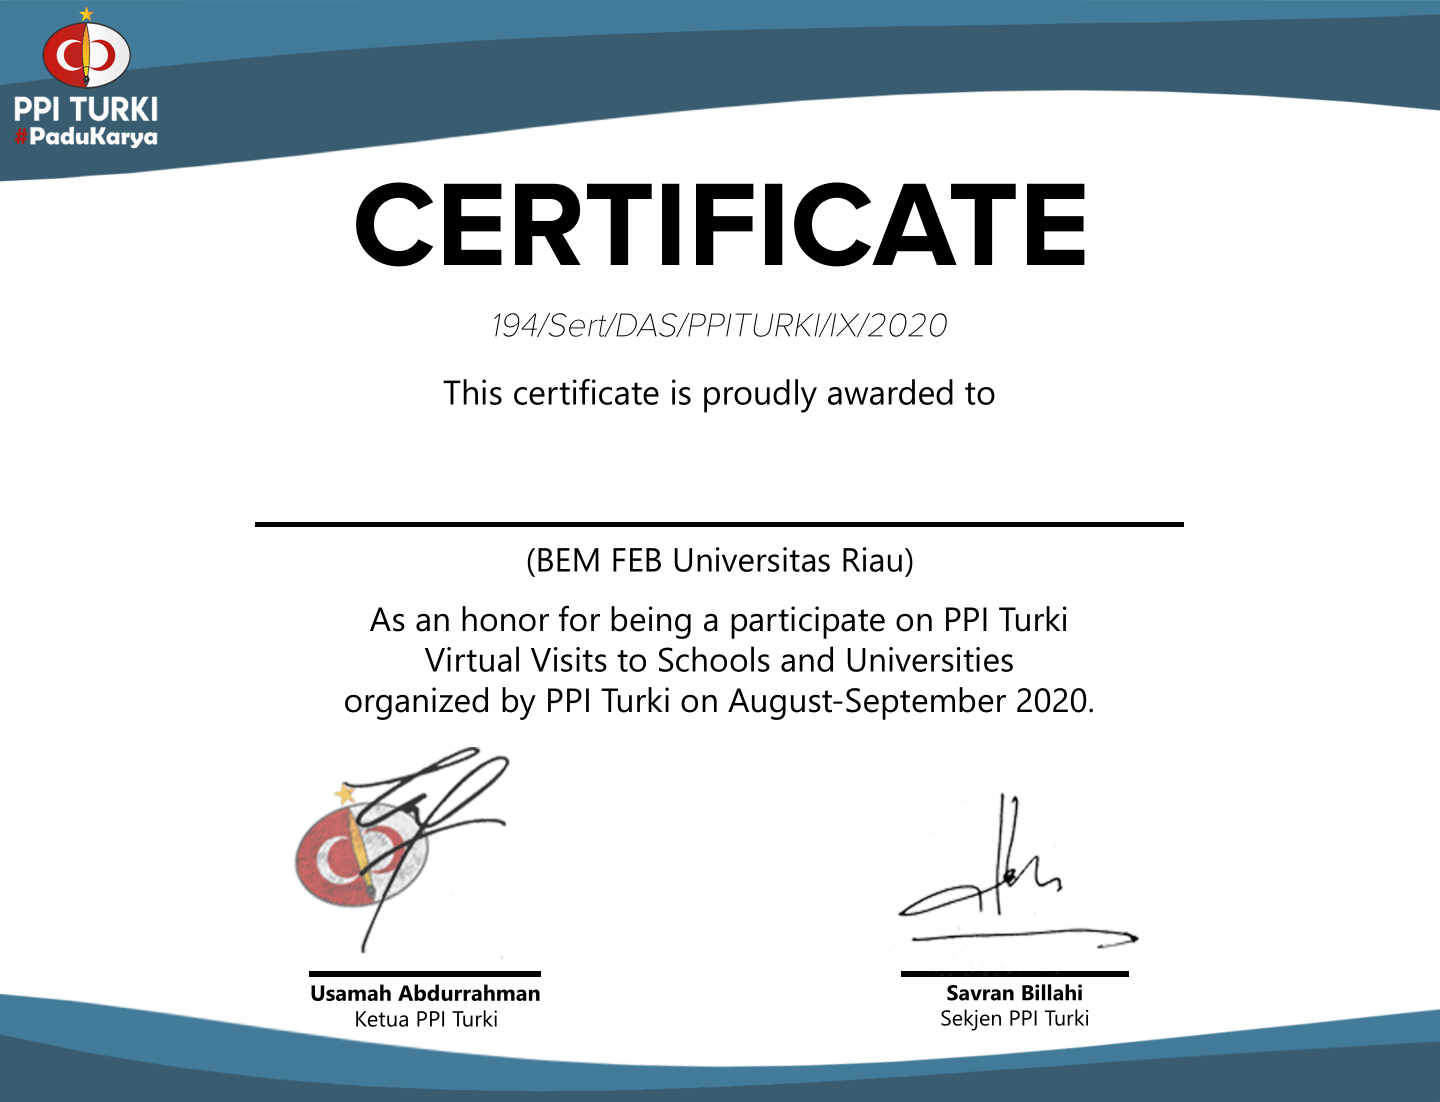 PPI TURKI
#PaduKarya
CERTIFICATE
194/Sert/DAS/PPITURKI/IX/2020
This certificate is proudly awarded to
(BEM FEB Universitas Riau)
As an honor for being a participate on PPI Turki
Virtual Visits to Schools and Universities
organized by PPI Turki on August-September 2020.
Usamah Abdurrahman
Ketua PPI Turki
Savran Billahi
Sekjen PPI Turki